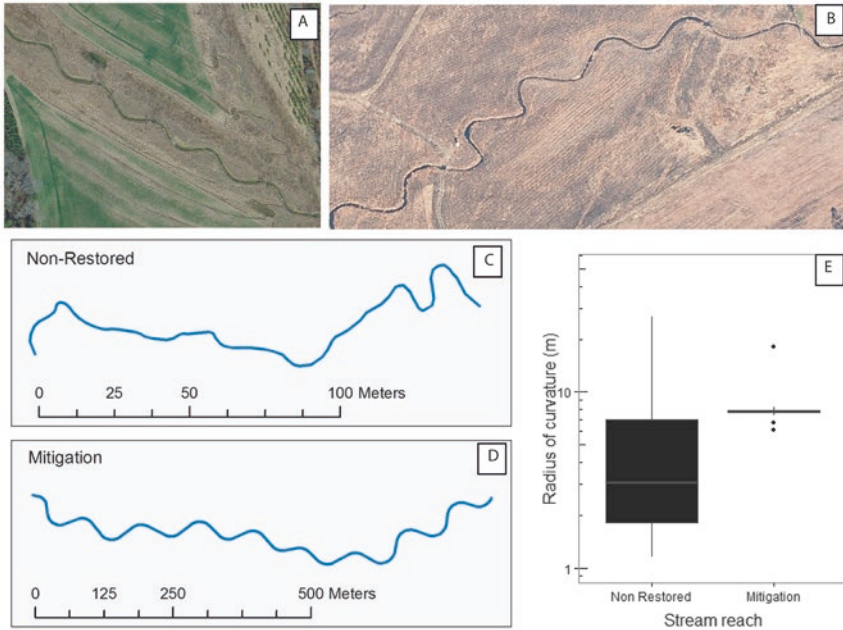 A
B
Non-Restored
C
0 25 50 100 Meters
Mitigation
D
0 125 250 500 Meters
E
Radius of curvature (m)
10
1
Non Restored Mitigation
Stream reach